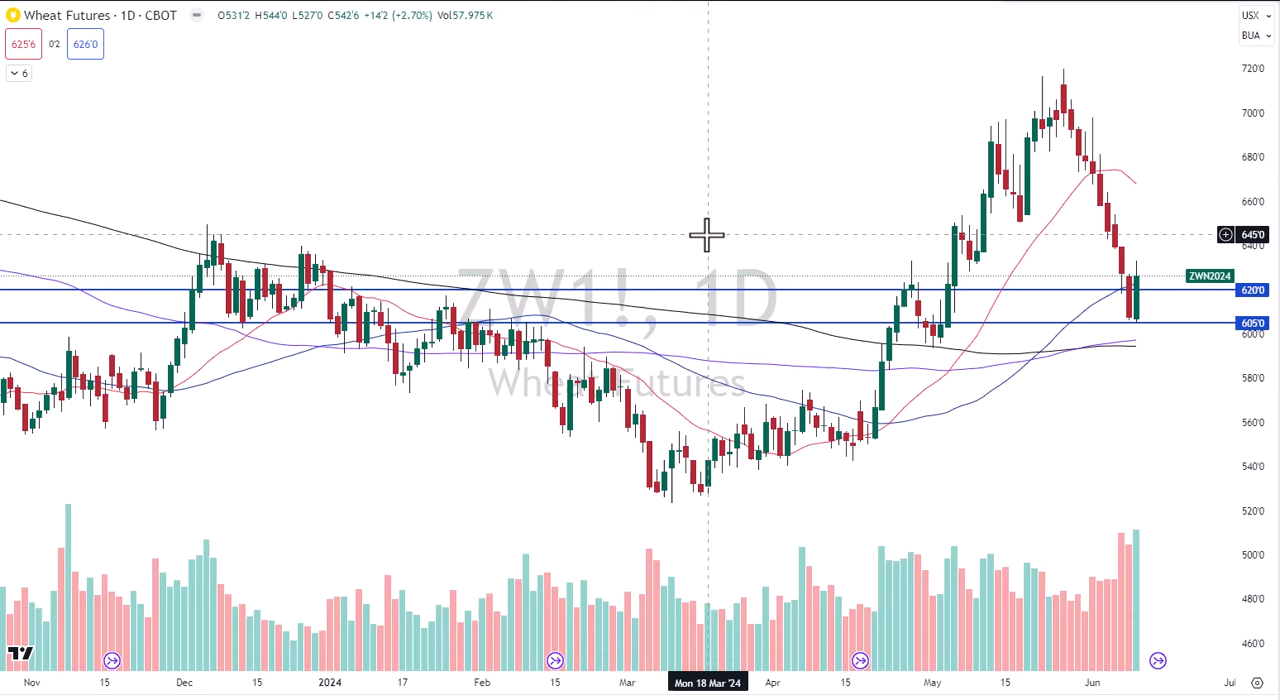 Wheat Futures · 1D · CBOT O531'2 H544'0 L527'0 C542'6 +14'2 (+2.70%) Vol57.975K
USX
625'6 0'2 626'0
BUA
6
720'0
700'0
680'0
660'0
645'0
640'0
ZW1!, 1D
ZWN2024
620'0
605'0
600'0
Wheat Futures
580'0
560'0
540'0
520'0
500'0
480'0
460'0
Nov 15 Dec 15 2024 17 Feb 15 Mar Mon 18 Mar '24 Apr 15 May 15 Jun Jul